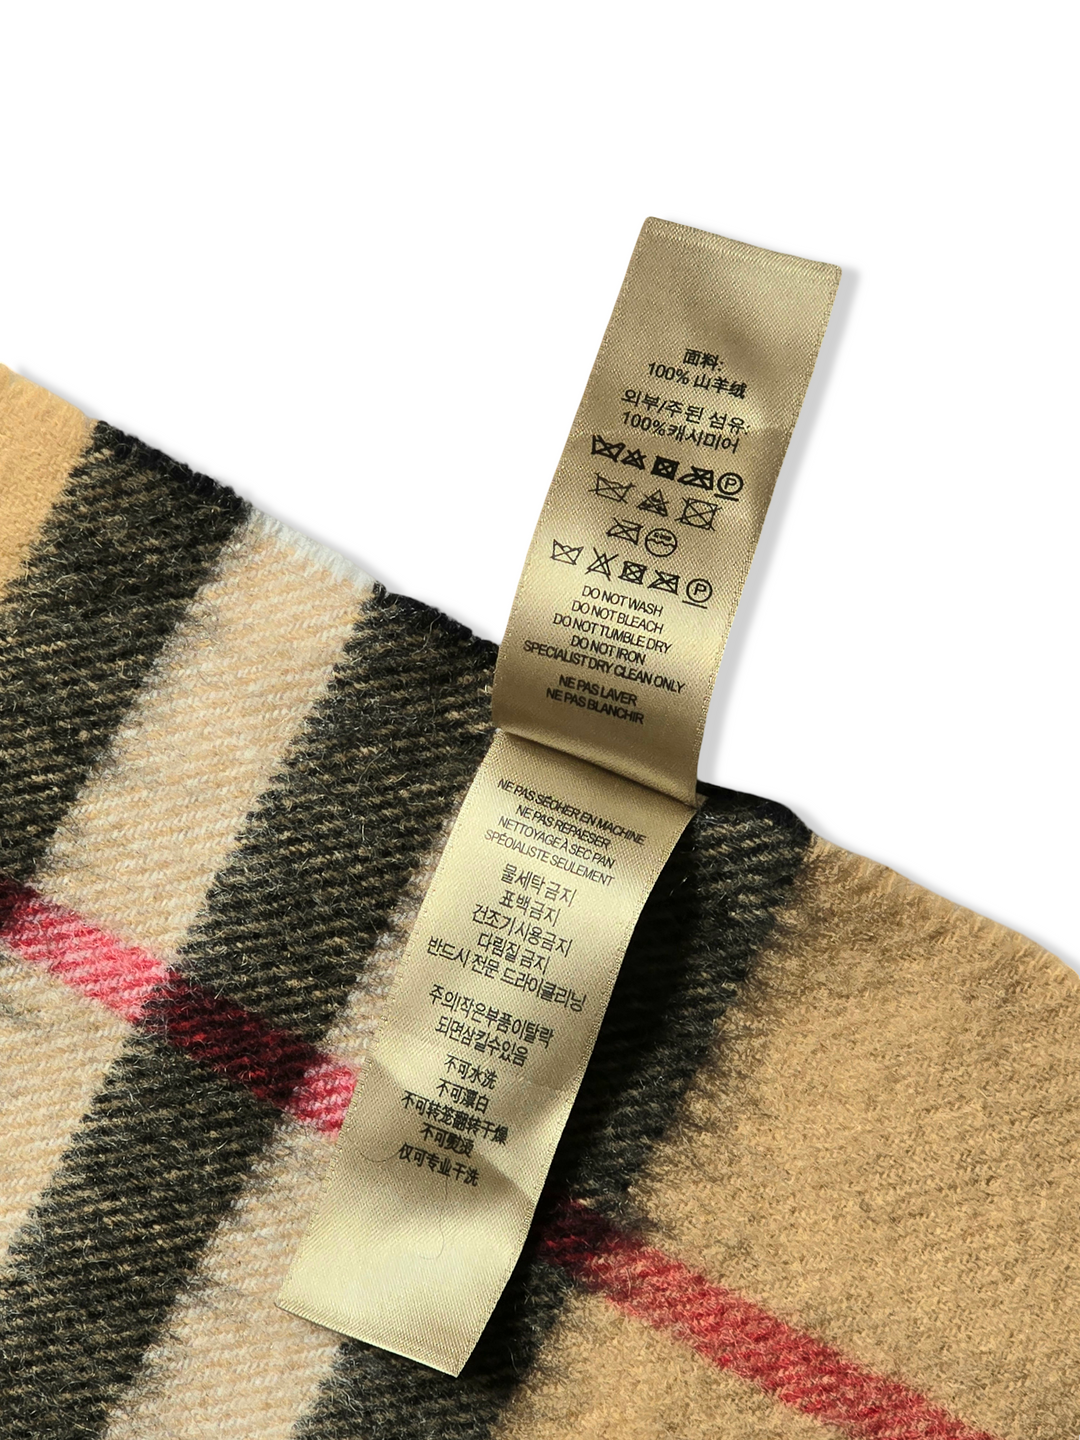 面料:
100% 山羊绒
외부/주된 섬유:
100%캐시미어
P
P
DO NOT WASH
DO NOT BLEACH
DO NOT TUMBLE DRY
DO NOT IRON
SPECIALIST DRY CLEAN ONLY
NE PAS LAVER
NE PAS BLANCHIR
NE PAS SÉCHER EN MACHINE
NE PAS REPAESER
NETTOYAGE À SEC PAN
SPÉOIALISTE SEULEMENT
물세탁금지
표백금지
건조기시용금지
다림질금지
반드시 전문 드라이클리닝
주의!작은부품이탈락
되면삼킬수있음
不可水洗
不可漂白
不可转笼翻转干燥
不可熨烫
仅可专业干洗